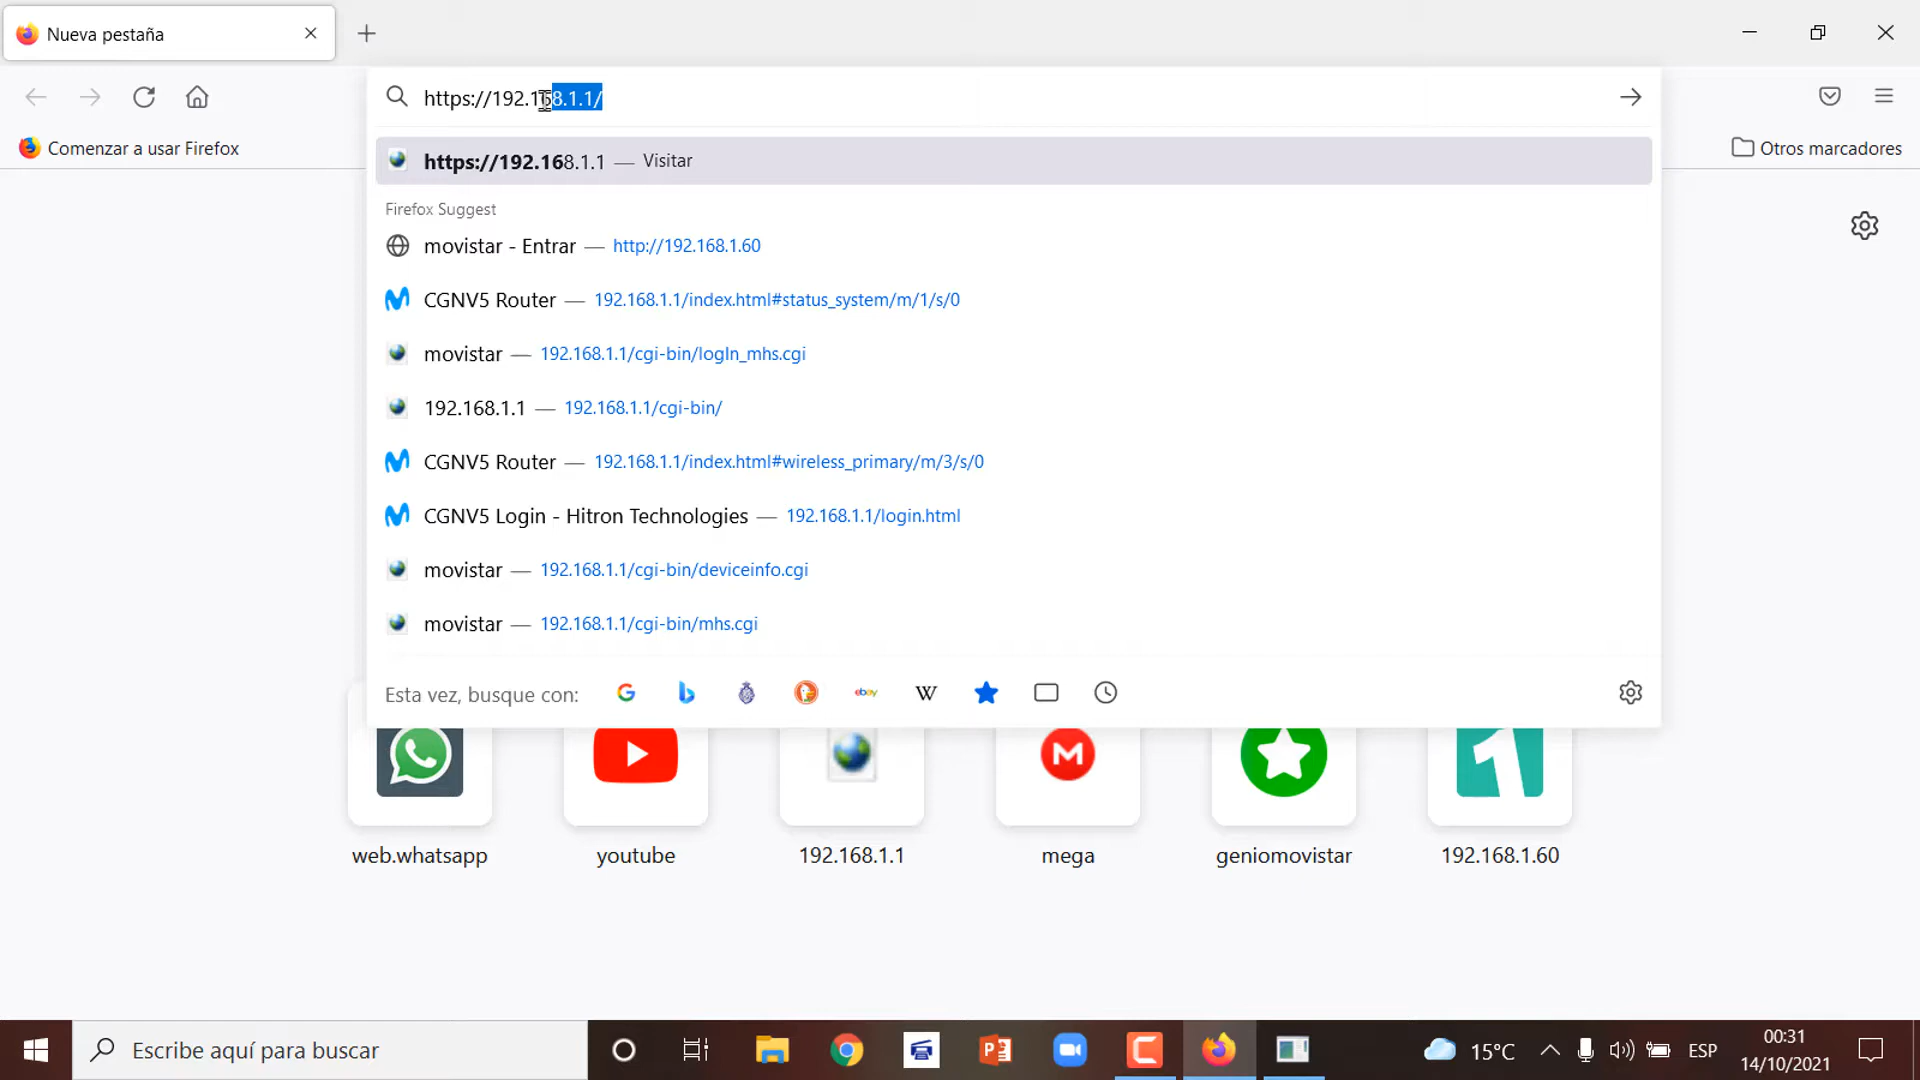 Nueva pestaña
https://192.168.1.1/
Comenzar a usar Firefox
Otros marcadores
https://192.168.1.1 — Visitar
Firefox Suggest
movistar - Entrar — http://192.168.1.60
CGNV5 Router — 192.168.1.1/index.html#status_system/m/1/s/0
movistar — 192.168.1.1/cgi-bin/logIn_mhs.cgi
192.168.1.1 — 192.168.1.1/cgi-bin/
CGNV5 Router — 192.168.1.1/index.html#wireless_primary/m/3/s/0
CGNV5 Login - Hitron Technologies — 192.168.1.1/login.html
movistar — 192.168.1.1/cgi-bin/deviceinfo.cgi
movistar — 192.168.1.1/cgi-bin/mhs.cgi
Esta vez, busque con:
ebay
W
web.whatsapp
youtube
192.168.1.1
mega
geniomovistar
192.168.1.60
Escribe aquí para buscar
15°C
ESP
00:31
14/10/2021